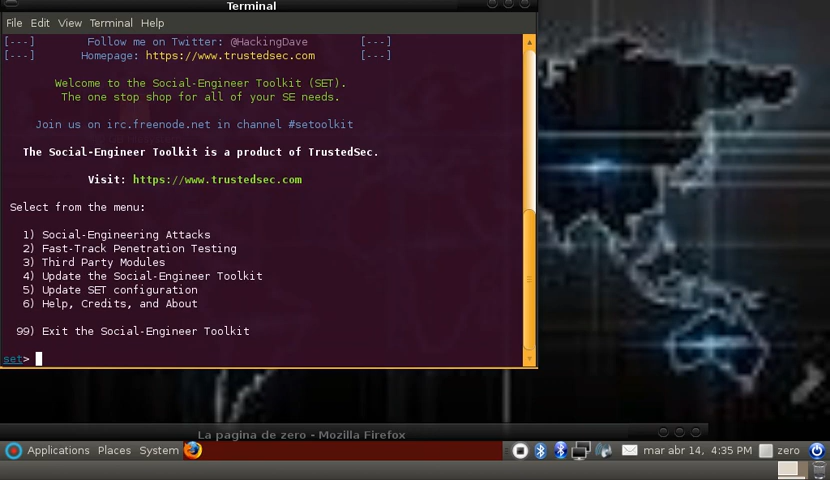 Terminal
File Edit View Terminal Help
[---] Follow me on Twitter: @HackingDave [---]
[---] Homepage: https://www.trustedsec.com [---]
Welcome to the Social-Engineer Toolkit (SET).
The one stop shop for all of your SE needs.
Join us on irc.freenode.net in channel #setoolkit
The Social-Engineer Toolkit is a product of TrustedSec.
Visit: https://www.trustedsec.com
Select from the menu:
1) Social-Engineering Attacks
2) Fast-Track Penetration Testing
3) Third Party Modules
4) Update the Social-Engineer Toolkit
5) Update SET configuration
6) Help, Credits, and About
99) Exit the Social-Engineer Toolkit
set>
La pagina de zero - Mozilla Firefox
Applications Places System mar abr 14, 4:35 PM zero